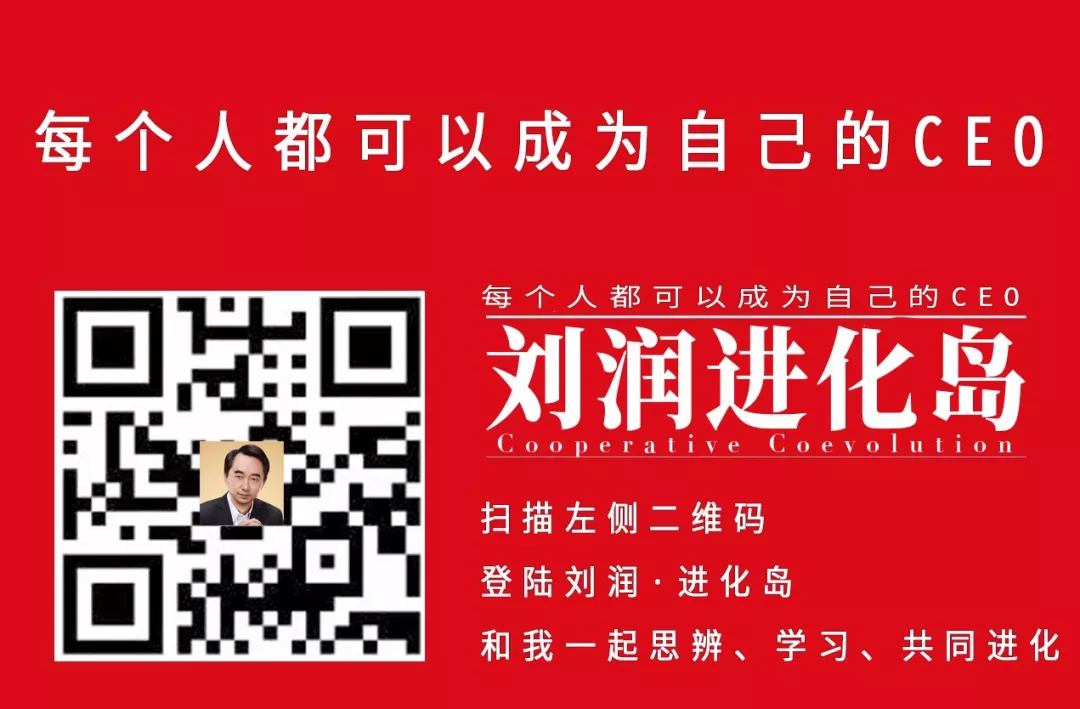 每个人都可以成为自己的CEO
每个人都可以成为自己的CEO
刘润进化岛
Cooperative Coevolution
扫描左侧二维码
登陆刘润·进化岛
和我一起思辨、学习、共同进化